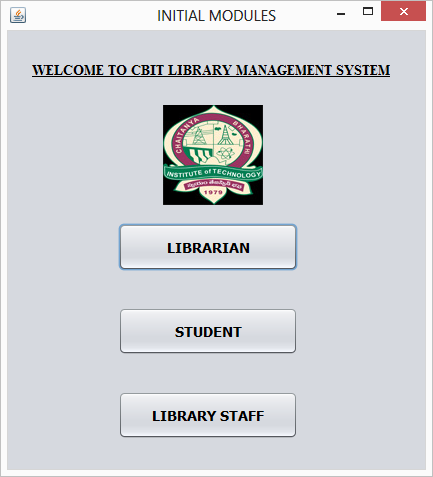 INITIAL MODULES
WELCOME TO CBIT LIBRARY MANAGEMENT SYSTEM
CHAITANYA BHARATHI
INSTITUTE of TECHNOLOGY
1979
LIBRARIAN
STUDENT
LIBRARY STAFF